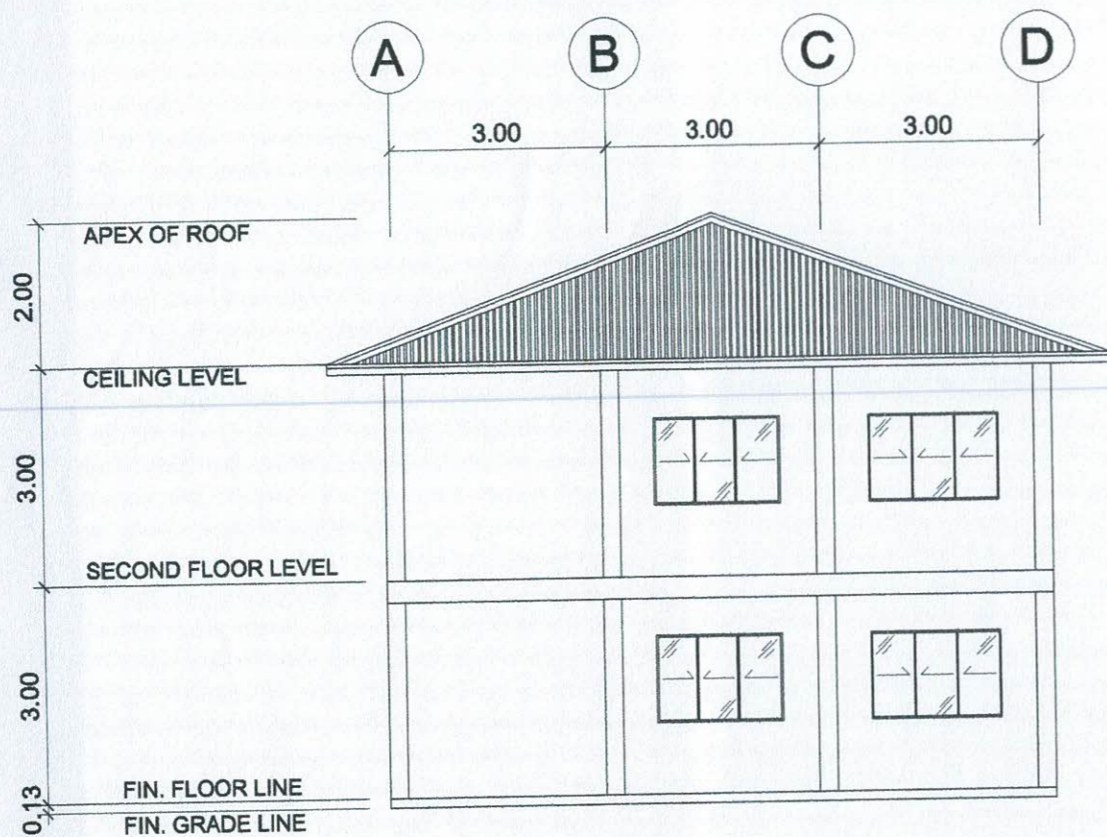 A B C D
3.00 3.00 3.00
APEX OF ROOF
2.00
CEILING LEVEL
3.00
SECOND FLOOR LEVEL
3.00
FIN. FLOOR LINE
0.13
FIN. GRADE LINE